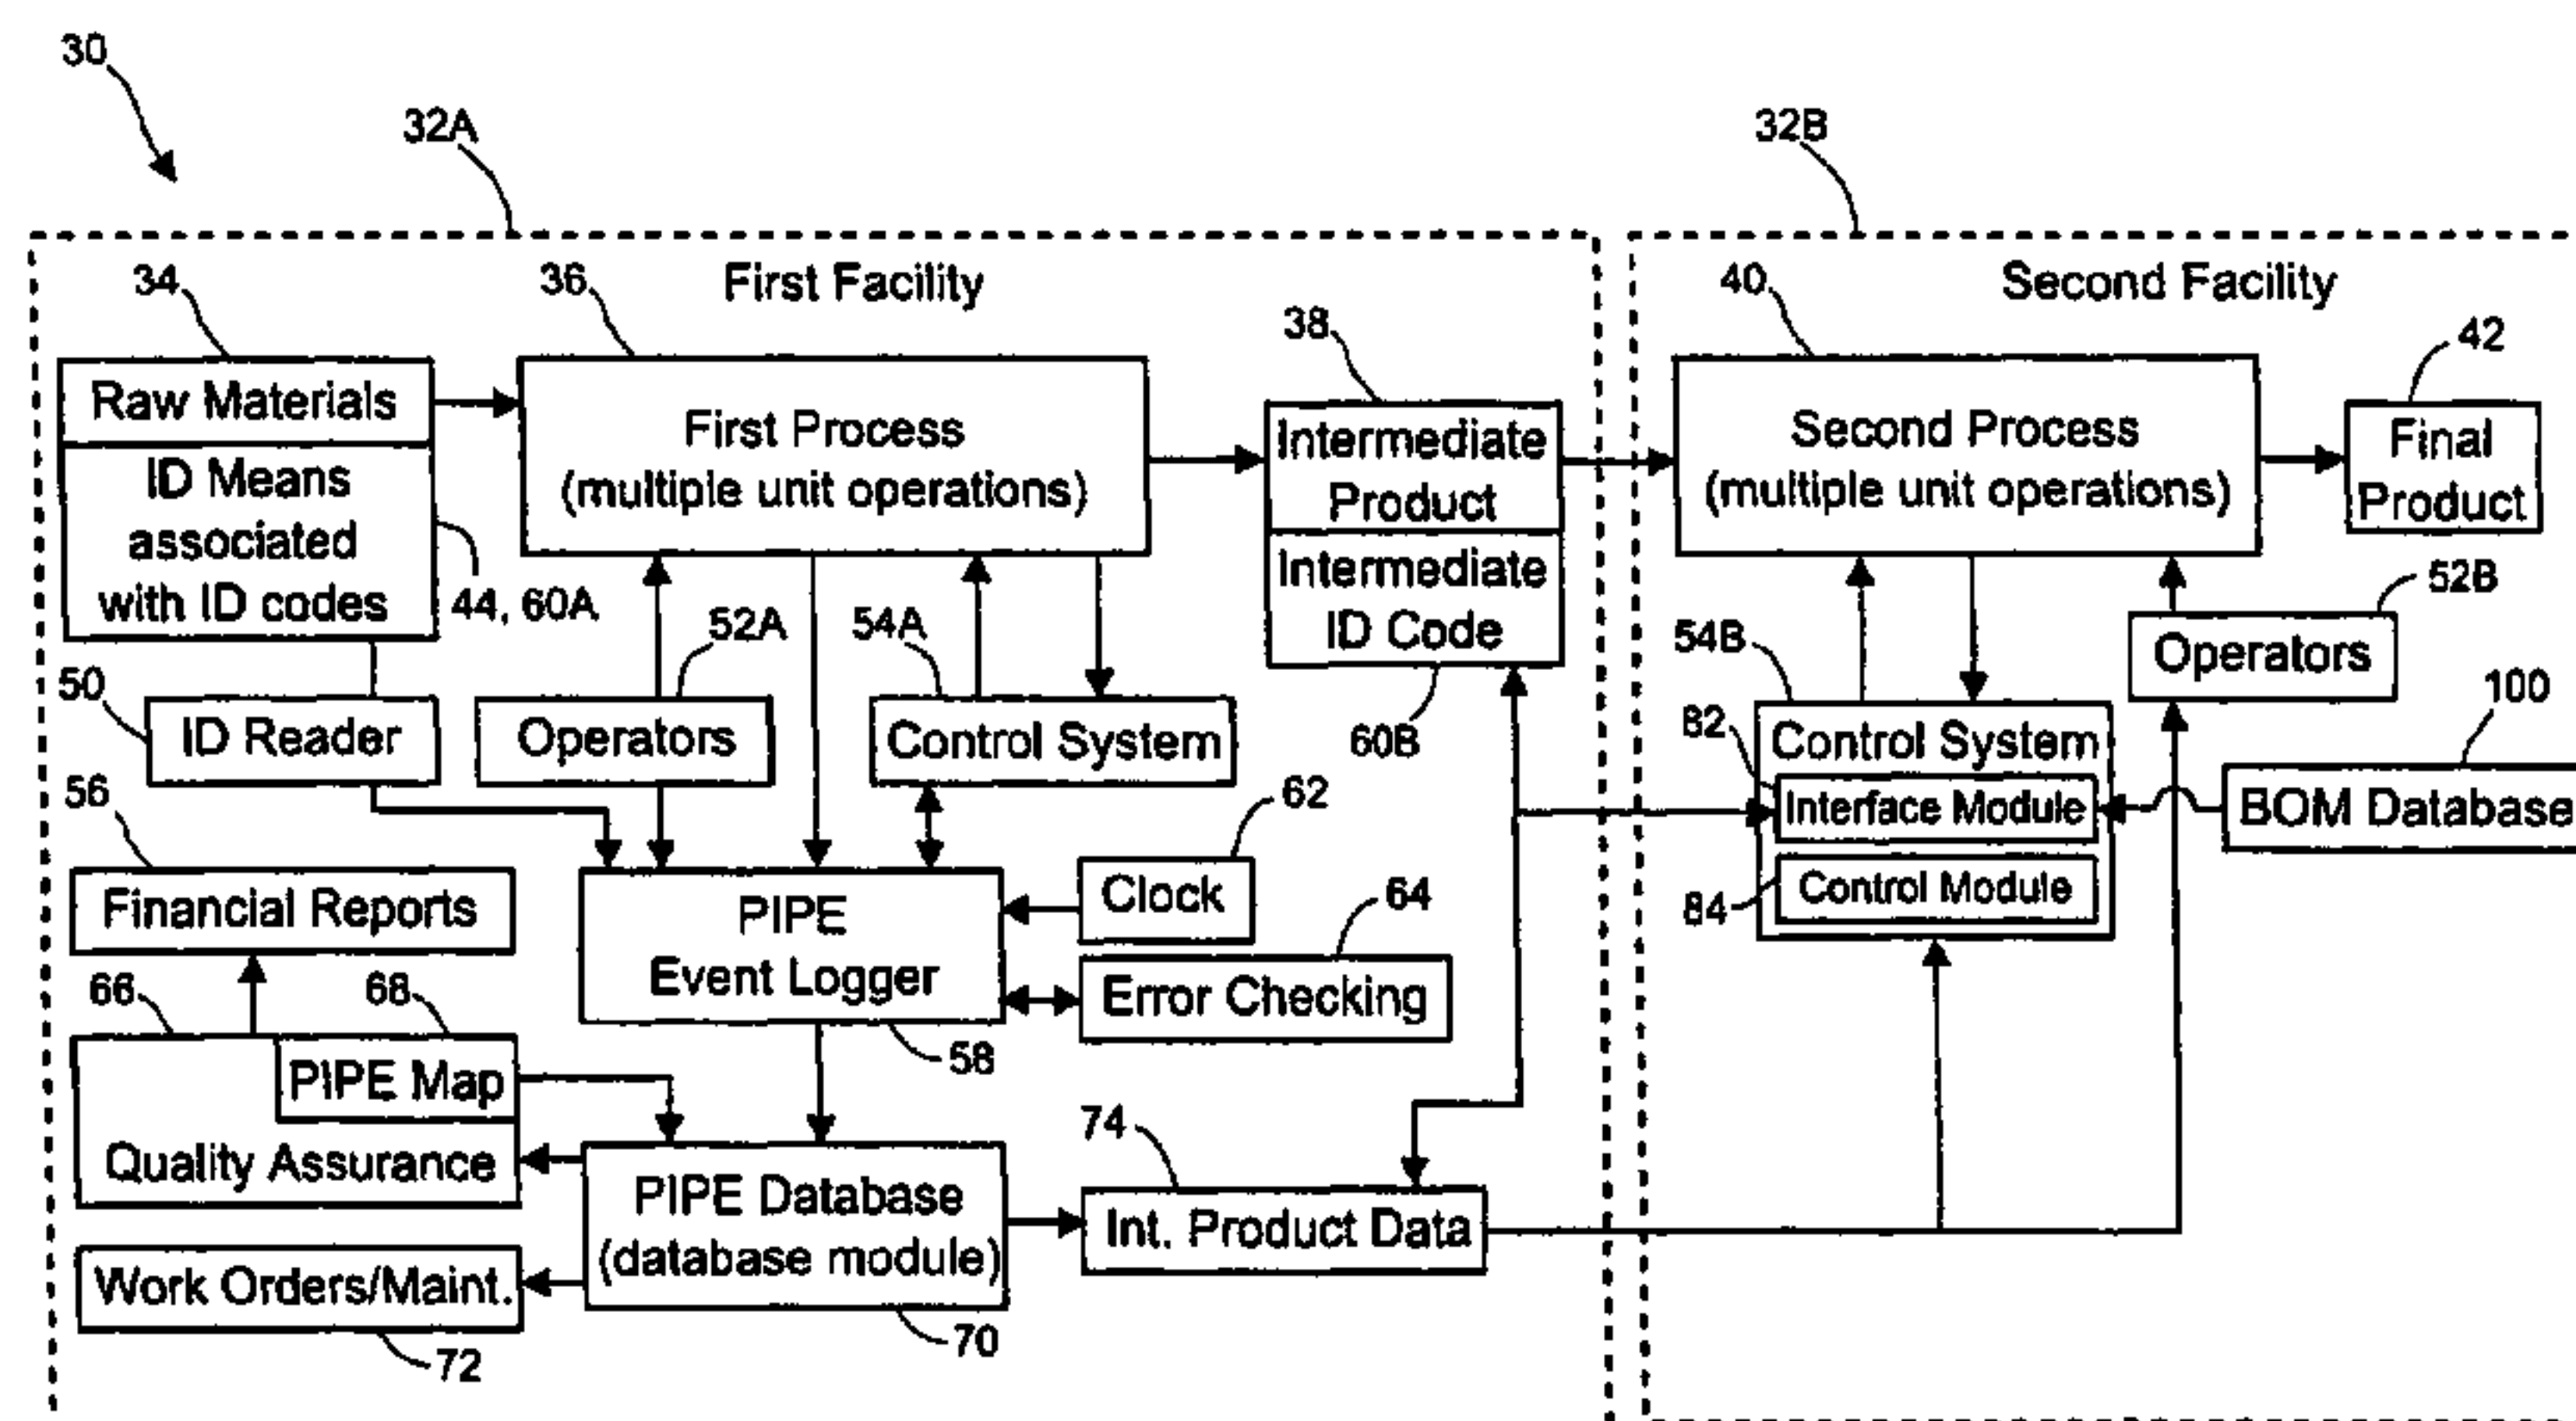 30
32A
32B
First Facility
Second Facility
34
36
38
40
42
Raw Materials
ID Means
associated
with ID codes
44, 60A
First Process
(multiple unit operations)
Intermediate
Product
Intermediate
ID Code
60B
Second Process
(multiple unit operations)
Final
Product
50
ID Reader
52A
Operators
54A
Control System
52B
Operators
54B
Control System
82
Interface Module
84
Control Module
100
BOM Database
56
Financial Reports
PIPE
Event Logger
58
62
Clock
64
Error Checking
66
68
PIPE Map
Quality Assurance
PIPE Database
(database module)
70
74
Int. Product Data
Work Orders/Maint.
72